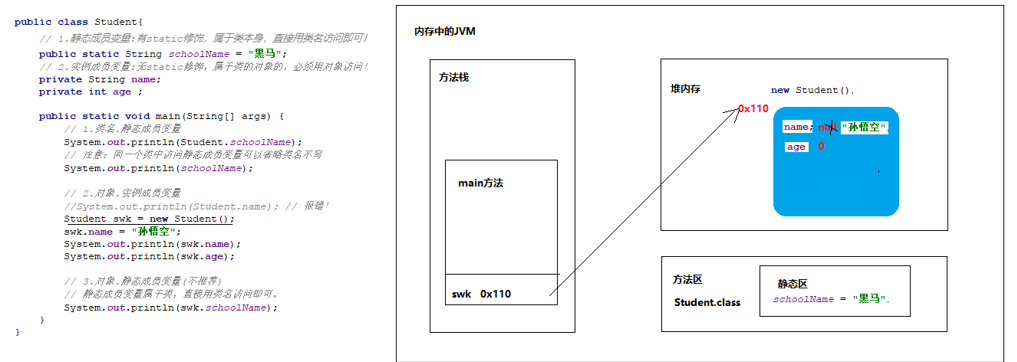 public class Student{
// 1.静态成员变量:有static修饰，属于类本身，直接用类名访问即可!
public static String schoolName = "黑马";
// 2.实例成员变量:无static修饰，属于类的对象的，必须用对象访问!
private String name;
private int age ;
public static void main(String[] args) {
// 1.类名.静态成员变量
System.out.println(Student.schoolName);
// 注意：同一个类中访问静态成员变量可以省略类名不写
System.out.println(schoolName);
// 2.对象.实例成员变量
//System.out.println(Student.name); // 报错!
Student swk = new Student();
swk.name = "孙悟空";
System.out.println(swk.name);
System.out.println(swk.age);
// 3.对象.静态成员变量(不推荐)
// 静态成员变量属于类，直接用类名访问即可。
System.out.println(swk.schoolName);
}
}
内存中的JVM
方法栈
main方法
swk 0x110
堆内存
new Student().
0x110
name; null "孙悟空".
age 0
方法区
Student.class
静态区
schoolName = "黑马".